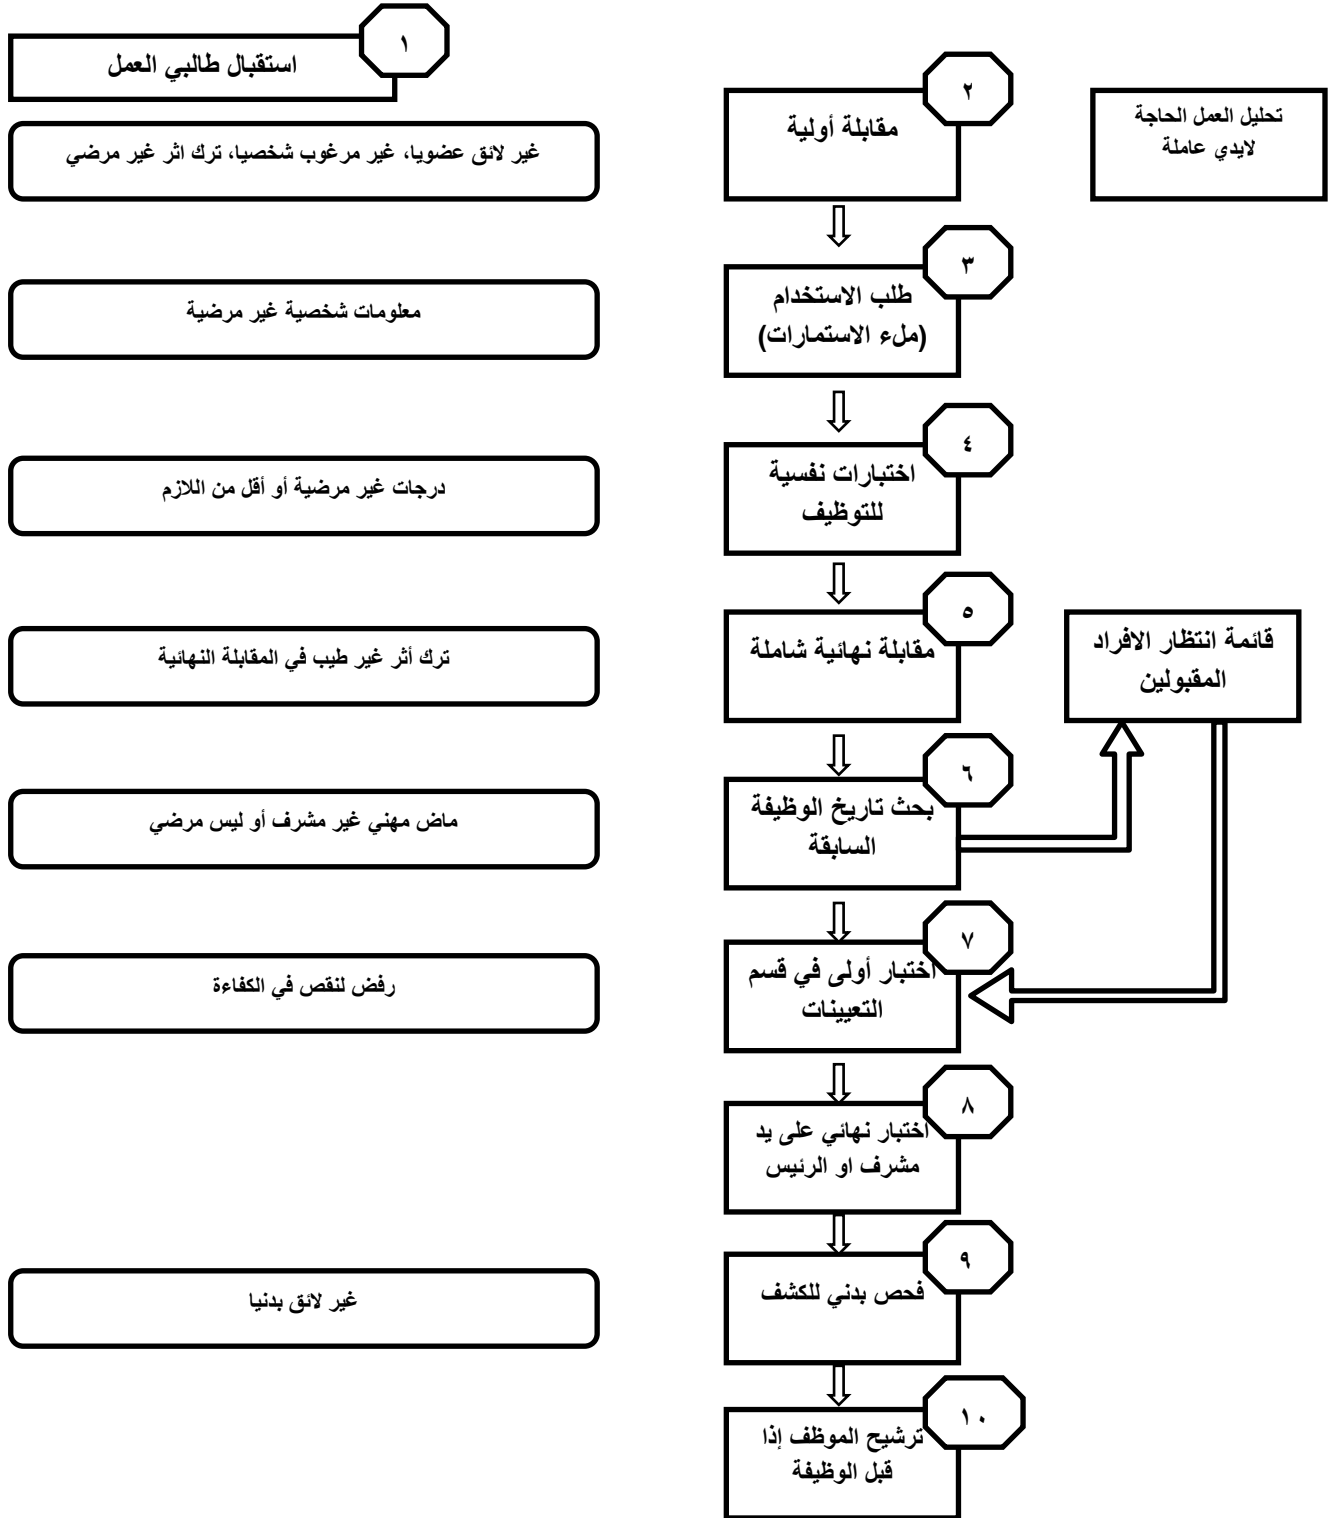 ١
استقبال طالبي العمل
٢
مقابلة أولية
تحليل العمل الحاجة
لايدي عاملة
غير لائق عضويا، غير مرغوب شخصيا، ترك اثر غير مرضي
٣
طلب الاستخدام
(ملء الاستمارات)
معلومات شخصية غير مرضية
٤
اختبارات نفسية
للتوظيف
درجات غير مرضية أو أقل من اللازم
٥
مقابلة نهائية شاملة
قائمة انتظار الافراد
المقبولين
ترك أثر غير طيب في المقابلة النهائية
٦
بحث تاريخ الوظيفة
السابقة
ماض مهني غير مشرف أو ليس مرضي
٧
اختبار أولى في قسم
التعيينات
رفض لنقص في الكفاءة
٨
اختبار نهائي على يد
مشرف او الرئيس
٩
فحص بدني للكشف
غير لائق بدنيا
١٠
ترشيح الموظف إذا
قبل الوظيفة